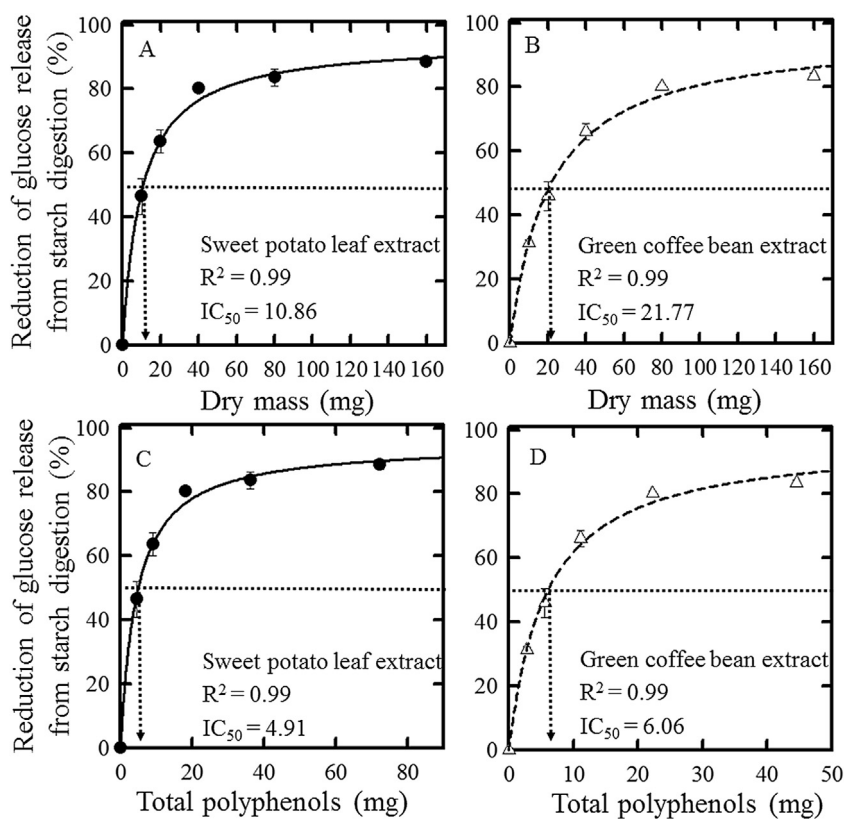 Reduction of glucose release
from starch digestion (%)
100
80
60
40
20
0
A
Sweet potato leaf extract
R² = 0.99
IC₅₀ = 10.86
0 20 40 60 80 100 120 140 160
Dry mass (mg)
100
80
60
40
20
0
B
Green coffee bean extract
R² = 0.99
IC₅₀ = 21.77
0 20 40 60 80 100 120 140 160
Dry mass (mg)
Reduction of glucose release
from starch digestion (%)
100
80
60
40
20
0
C
Sweet potato leaf extract
R² = 0.99
IC₅₀ = 4.91
0 20 40 60 80
Total polyphenols (mg)
100
80
60
40
20
0
D
Green coffee bean extract
R² = 0.99
IC₅₀ = 6.06
0 10 20 30 40 50
Total polyphenols (mg)